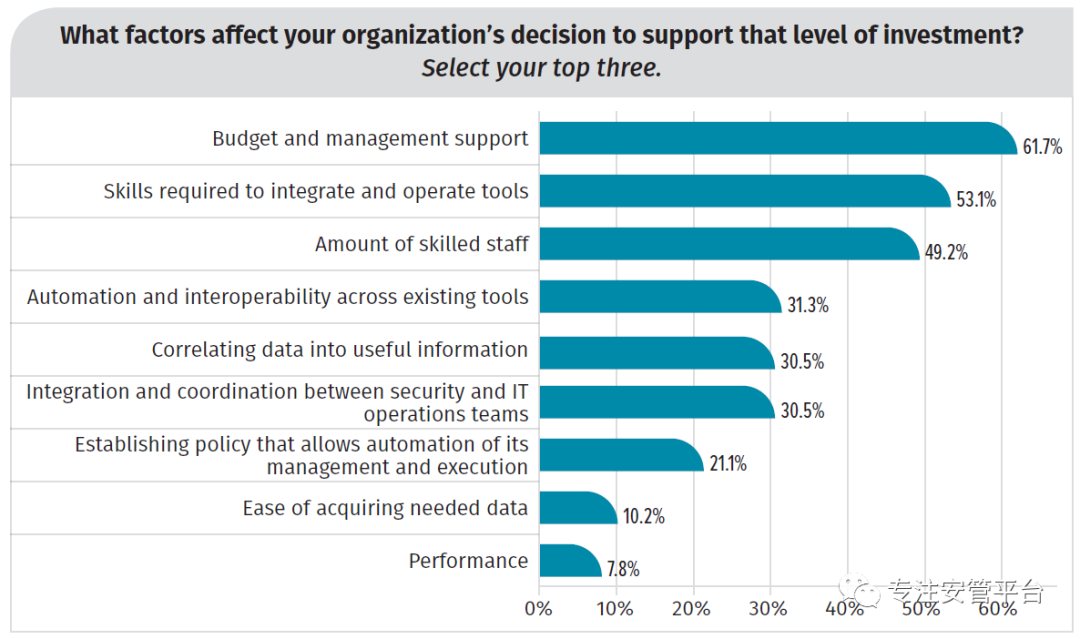 What factors affect your organization’s decision to support that level of investment?
Select your top three.
Budget and management support
61.7%
Skills required to integrate and operate tools
53.1%
Amount of skilled staff
49.2%
Automation and interoperability across existing tools
31.3%
Correlating data into useful information
30.5%
Integration and coordination between security and IT
operations teams
30.5%
Establishing policy that allows automation of its
management and execution
21.1%
Ease of acquiring needed data
10.2%
Performance
7.8%
0% 10% 20% 30% 40% 50% 60%
专注安管平台